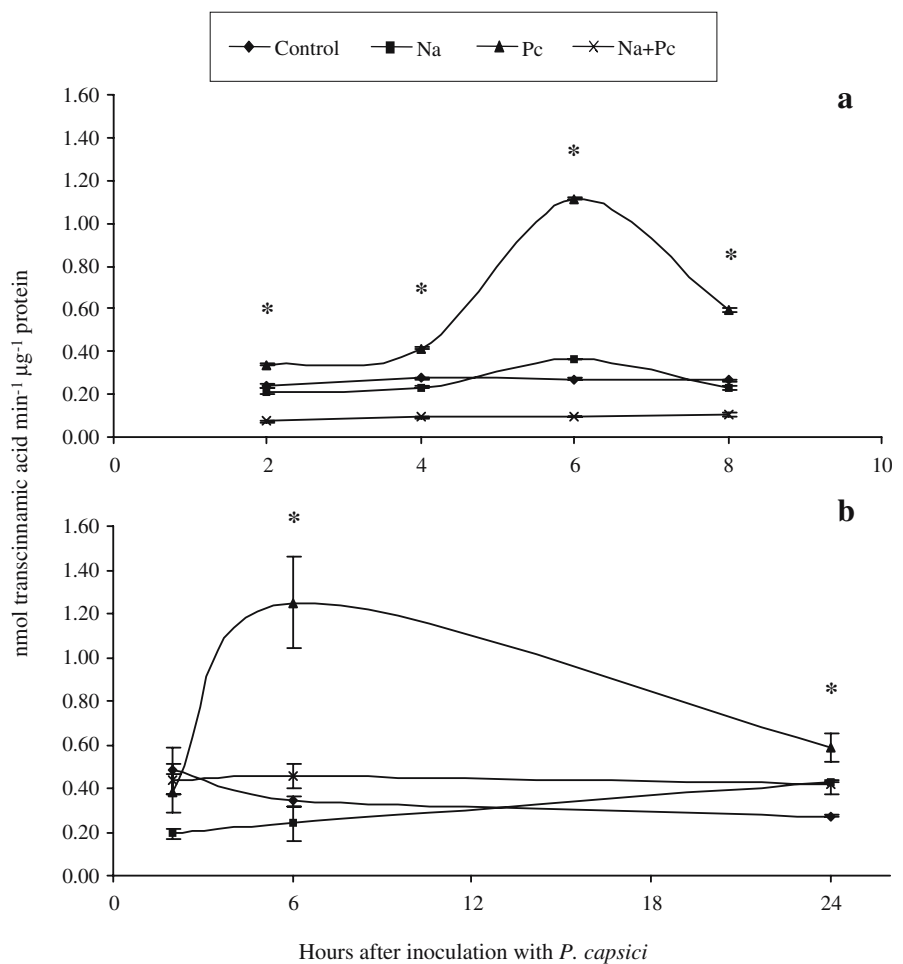 Control Na Pc Na+Pc
a
1.60
1.40
1.20
1.00
0.80
0.60
0.40
0.20
0.00
* * * *
0 2 4 6 8 10
nmol transcinnamic acid min⁻¹ µg⁻¹ protein
b
1.60
1.40
1.20
1.00
0.80
0.60
0.40
0.20
0.00
* *
0 6 12 18 24
Hours after inoculation with P. capsici